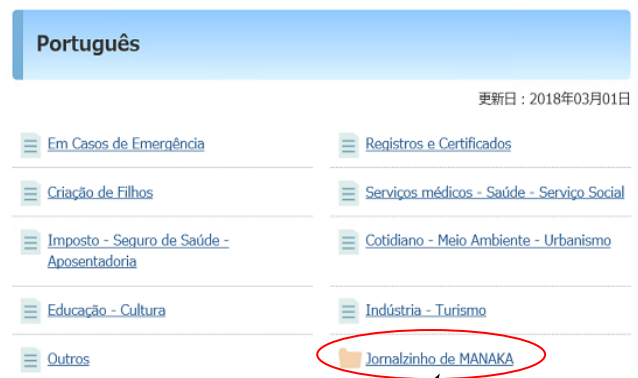 Português
更新日：2018年03月01日
Em Casos de Emergência
Registros e Certificados
Criação de Filhos
Serviços médicos - Saúde - Serviço Social
Imposto - Seguro de Saúde -
Aposentadoria
Cotidiano - Meio Ambiente - Urbanismo
Educação - Cultura
Indústria - Turismo
Outros
Jornalzinho de MANAKA